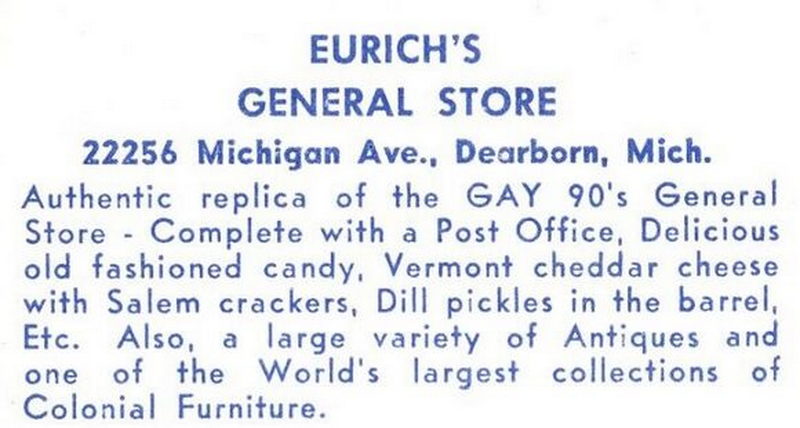 EURICH'S
GENERAL STORE
22256 Michigan Ave., Dearborn, Mich.
Authentic replica of the GAY 90's General
Store - Complete with a Post Office, Delicious
old fashioned candy, Vermont cheddar cheese
with Salem crackers, Dill pickles in the barrel,
Etc. Also, a large variety of Antiques and
one of the World's largest collections of
Colonial Furniture.